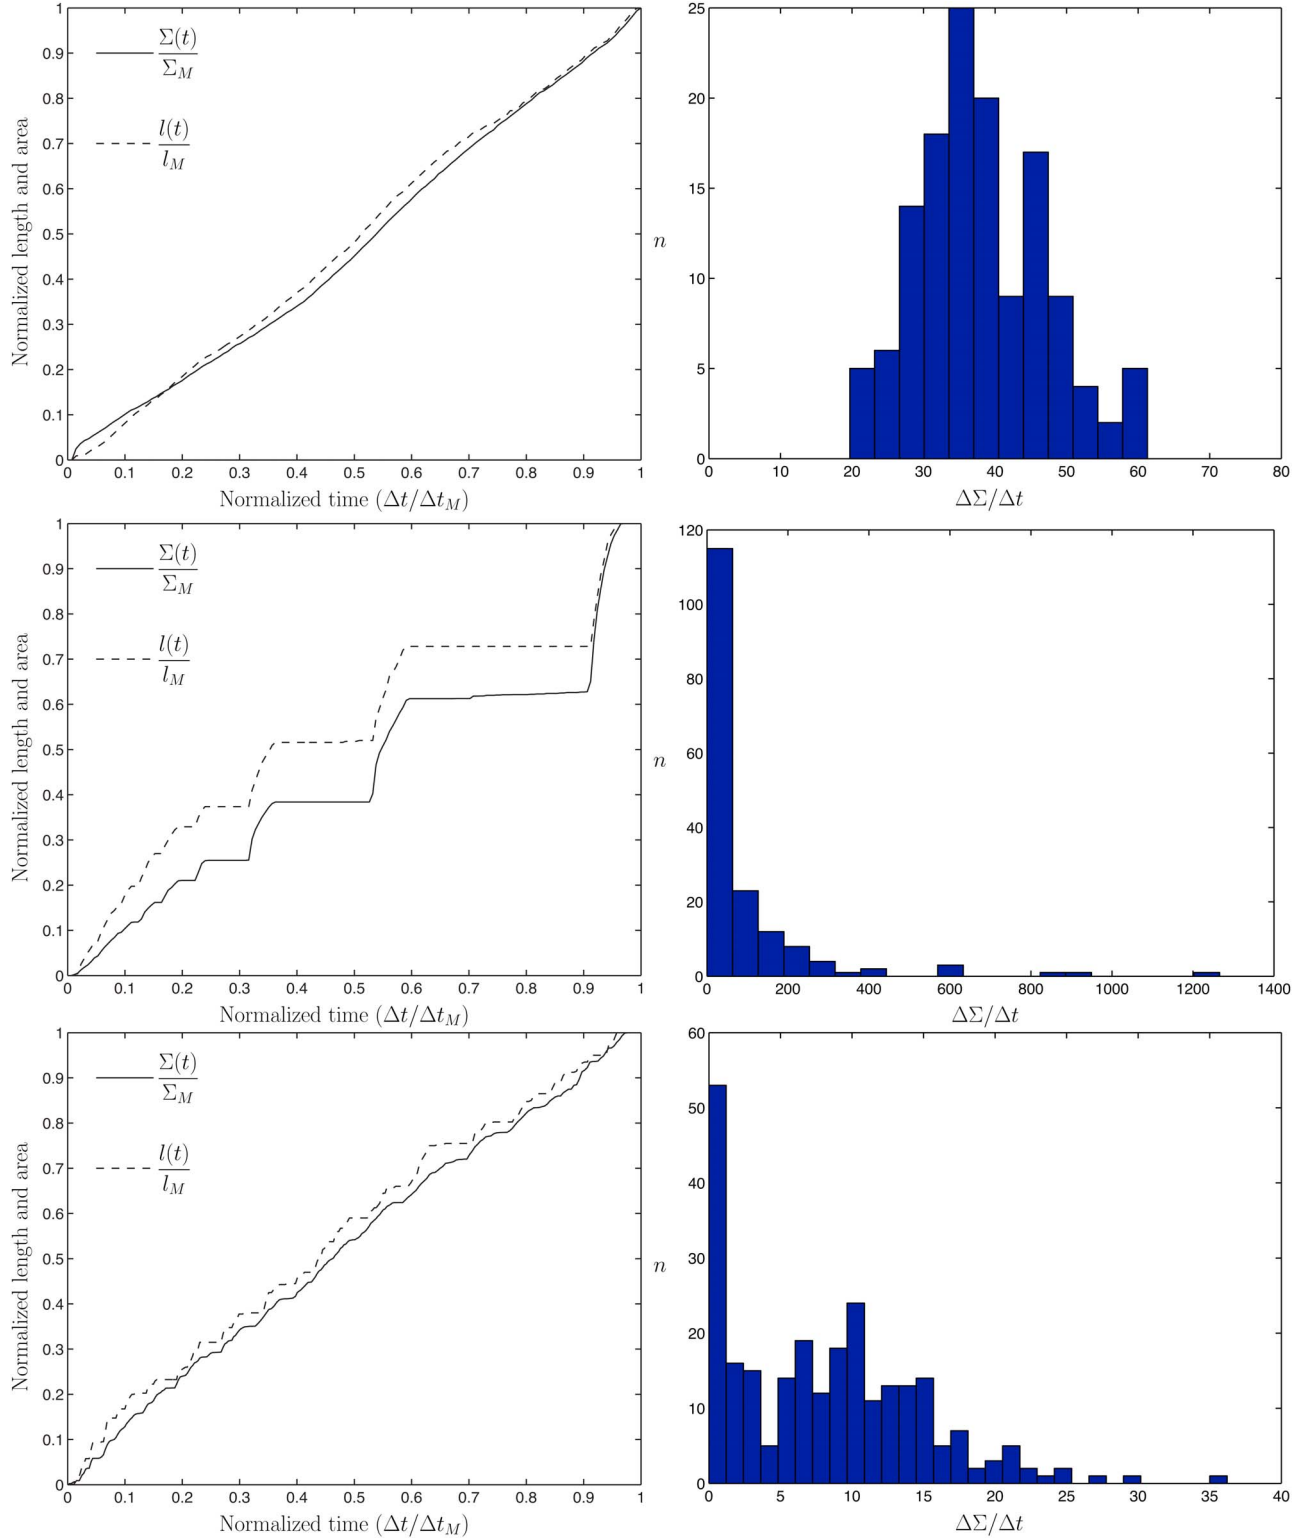 Σ(t)
Σ_M
l(t)
l_M
Normalized length and area
1
0.9
0.8
0.7
0.6
0.5
0.4
0.3
0.2
0.1
0
0 0.1 0.2 0.3 0.4 0.5 0.6 0.7 0.8 0.9 1
Normalized time (Δt/Δt_M)
n
25
20
15
10
5
0
0 10 20 30 40 50 60 70 80
ΔΣ/Δt
Σ(t)
Σ_M
l(t)
l_M
Normalized length and area
1
0.9
0.8
0.7
0.6
0.5
0.4
0.3
0.2
0.1
0
0 0.1 0.2 0.3 0.4 0.5 0.6 0.7 0.8 0.9 1
Normalized time (Δt/Δt_M)
n
120
100
80
60
40
20
0
0 200 400 600 800 1000 1200 1400
ΔΣ/Δt
Σ(t)
Σ_M
l(t)
l_M
Normalized length and area
1
0.9
0.8
0.7
0.6
0.5
0.4
0.3
0.2
0.1
0
0 0.1 0.2 0.3 0.4 0.5 0.6 0.7 0.8 0.9 1
Normalized time (Δt/Δt_M)
n
60
50
40
30
20
10
0
0 5 10 15 20 25 30 35 40
ΔΣ/Δt